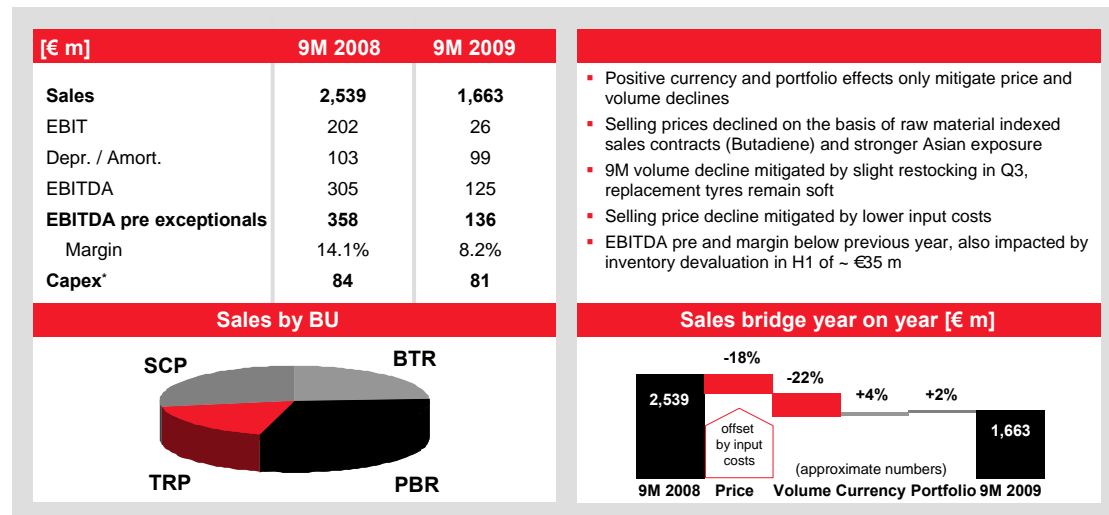 [€ m] 9M 2008 9M 2009
Sales 2,539 1,663
EBIT 202 26
Depr. / Amort. 103 99
EBITDA 305 125
EBITDA pre exceptionals 358 136
Margin 14.1% 8.2%
Capex* 84 81
▪ Positive currency and portfolio effects only mitigate price and
volume declines
▪ Selling prices declined on the basis of raw material indexed
sales contracts (Butadiene) and stronger Asian exposure
▪ 9M volume decline mitigated by slight restocking in Q3,
replacement tyres remain soft
▪ Selling price decline mitigated by lower input costs
▪ EBITDA pre and margin below previous year, also impacted by
inventory devaluation in H1 of ~ €35 m
Sales by BU
SCP BTR
TRP PBR
Sales bridge year on year [€ m]
-18%
-22%
+4% +2%
2,539
1,663
offset
by input
costs
(approximate numbers)
9M 2008 Price Volume Currency Portfolio 9M 2009